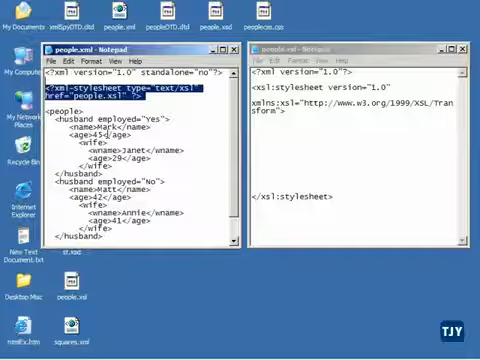 My Documents
xmlSpyDTD.dtd
people.xml
peopleDTD.dtd
people.xsd
peoplecss.css
people.xml - Notepad
File Edit Format View Help
<?xml version="1.0" standalone="no"?>
<?xml-stylesheet type="text/xsl"
href="people.xsl" ?>
<people>
<husband employed="Yes">
<name>Mark</name>
<age>45</age>
<wife>
<wname>Janet</wname>
<age>29</age>
</wife>
</husband>
<husband employed="No">
<name>Matt</name>
<age>42</age>
<wife>
<wname>Annie</wname>
<age>41</age>
</wife>
</husband>
people.xsl - Notepad
File Edit Format View Help
<?xml version="1.0"?>
<xsl:stylesheet version="1.0"
xmlns:xsl="http://www.w3.org/1999/XSL/Tran
sform">
</xsl:stylesheet>
My Computer
My Network
Places
Recycle Bin
Internet
Explorer
New Text
Document.txt
Desktop Misc
people.xsl
squares.xml
TJY